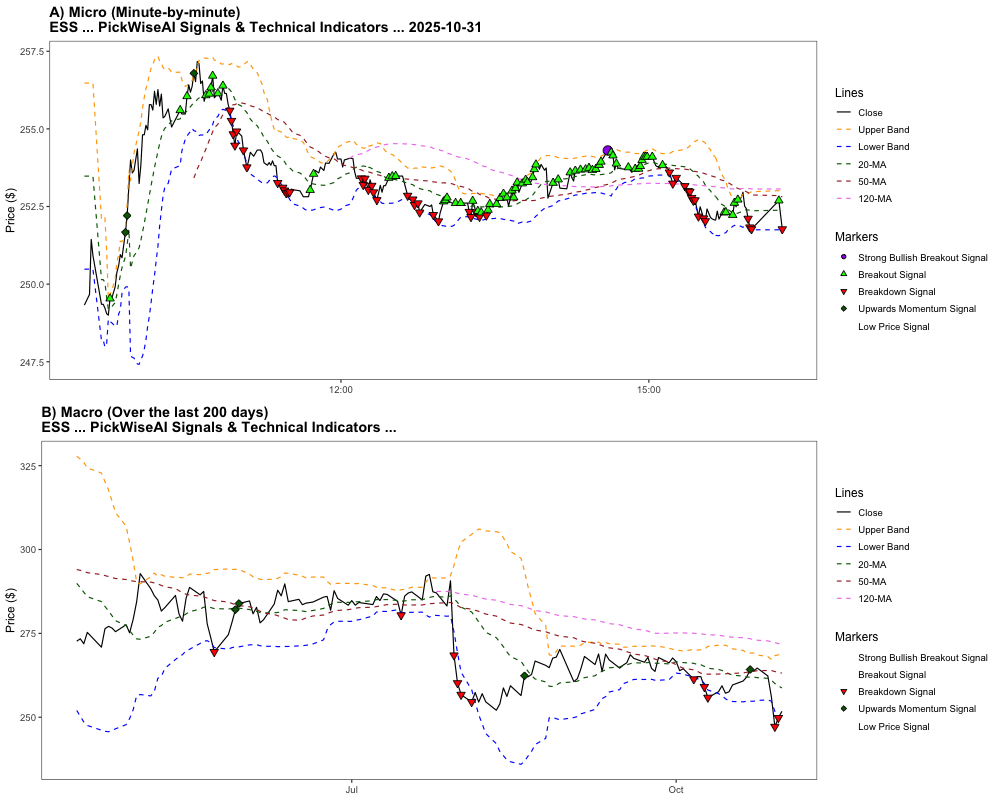 A) Micro (Minute-by-minute)
ESS ... PickWiseAI Signals & Technical Indicators ... 2025-10-31
Price ($)
257.5
255.0
252.5
250.0
247.5
12:00
15:00
Lines
Close
Upper Band
Lower Band
20-MA
50-MA
120-MA
Markers
Strong Bullish Breakout Signal
Breakout Signal
Breakdown Signal
Upwards Momentum Signal
Low Price Signal
B) Macro (Over the last 200 days)
ESS ... PickWiseAI Signals & Technical Indicators ...
Price ($)
325
300
275
250
Jul
Oct
Lines
Close
Upper Band
Lower Band
20-MA
50-MA
120-MA
Markers
Strong Bullish Breakout Signal
Breakout Signal
Breakdown Signal
Upwards Momentum Signal
Low Price Signal